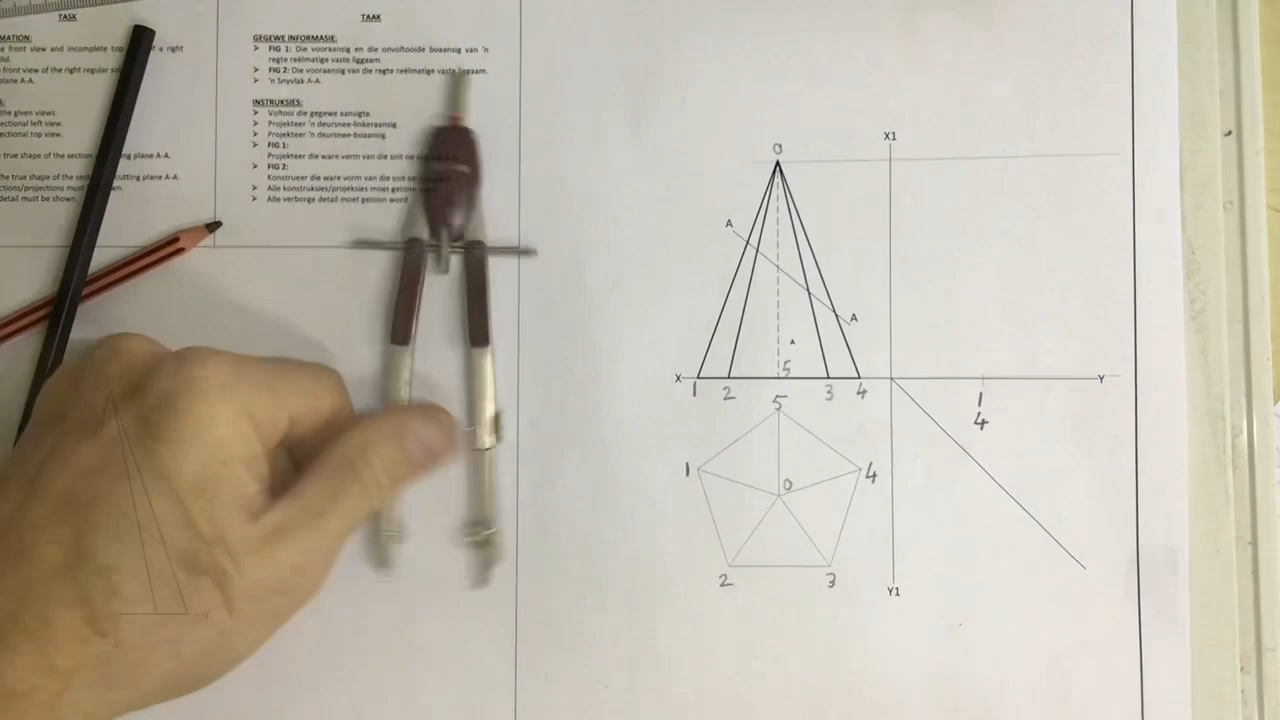 TASK
MATION:
e front view and incomplete top
f a right
lid.
front view of the right regular so
plane A-A.
the given views.
ectional left view.
ectional top view.
true shape of the section
ng plane A-A.
the true shape of the sec
cutting plane A-A.
ctions/projections must
wn.
detail must be shown.
TAAK
GEGEWE INFORMASIE:
➢ FIG 1: Die vooraansig en die onvoltooide boaansig van 'n
regte reëlmatige vaste liggaam.
➢ FIG 2: Die vooraansig van die regte reëlmatige vaste liggaam.
➢ 'n Snyvlak A-A.
INSTRUKSIES:
➢ Voltooi die gegewe aansigte.
➢ Projekteer 'n deursnee-linkeraansig.
➢ Projekteer 'n deursnee-boaansig.
➢ FIG 1:
Projekteer die ware vorm van die snit op
➢ FIG 2:
Konstrueer die ware vorm van die snit
➢ Alle konstruksies/projeksies moet getoon
➢ Alle verborge detail moet getoon word
X1
O
A
A
A
5
X
Y
1 2 3 4
5
1
4
1
O
4
2
3
Y1